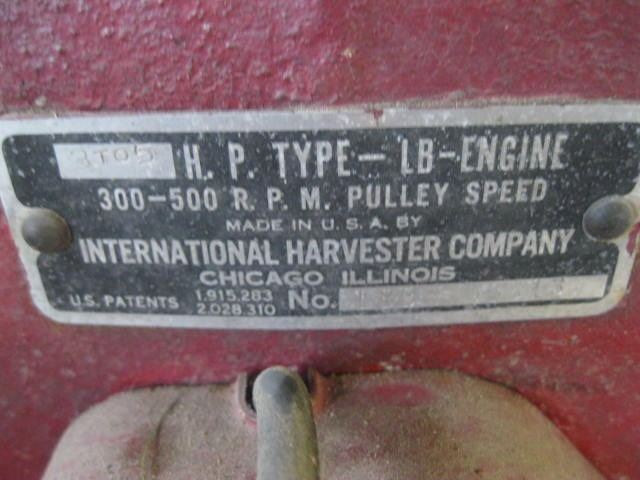 3TO5 H. P. TYPE- LB-ENGINE
300-500 R. P. M. PULLEY SPEED
MADE IN U. S. A. BY
INTERNATIONAL HARVESTER COMPANY
CHICAGO ILLINOIS
U.S. PATENTS 1.915.283 No.
2.028.310